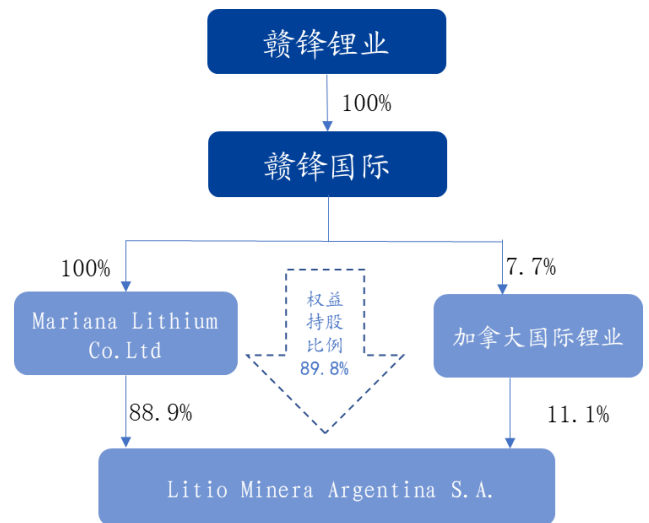 赣锋锂业
100%
赣锋国际
100%
7.7%
Mariana Lithium
Co.Ltd
权益
持股
比例
89.8%
加拿大国际锂业
88.9%
11.1%
Litio Minera Argentina S.A.